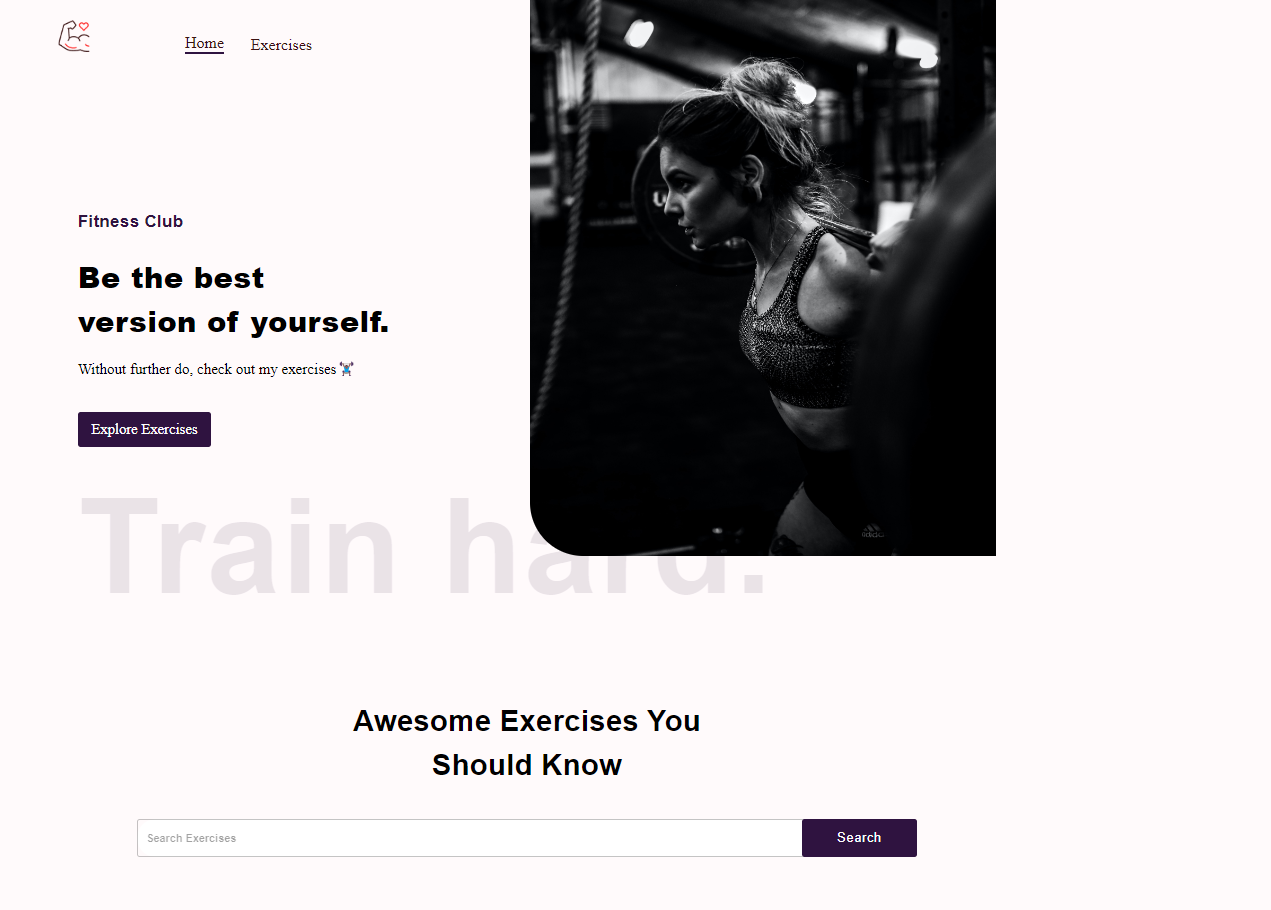 Home
Exercises
Fitness Club
Be the best
version of yourself.
Without further do, check out my exercises🏋️
Explore Exercises
Train hard.
Awesome Exercises You
Should Know
Search Exercises
Search